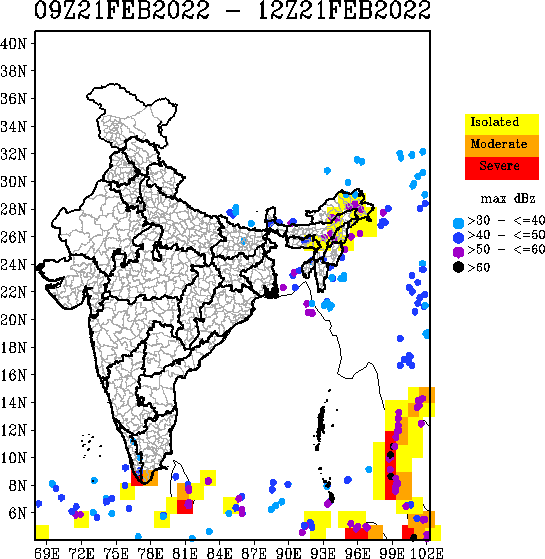 09Z21FEB2022 - 12Z21FEB2022
40N
38N
36N
34N
32N
30N
28N
26N
24N
22N
20N
18N
16N
14N
12N
10N
8N
6N
69E 72E 75E 78E 81E 84E 87E 90E 93E 96E 99E 102E
Isolated
Moderate
Severe
max dBz
>30 - <=40
>40 - <=50
>50 - <=60
>60